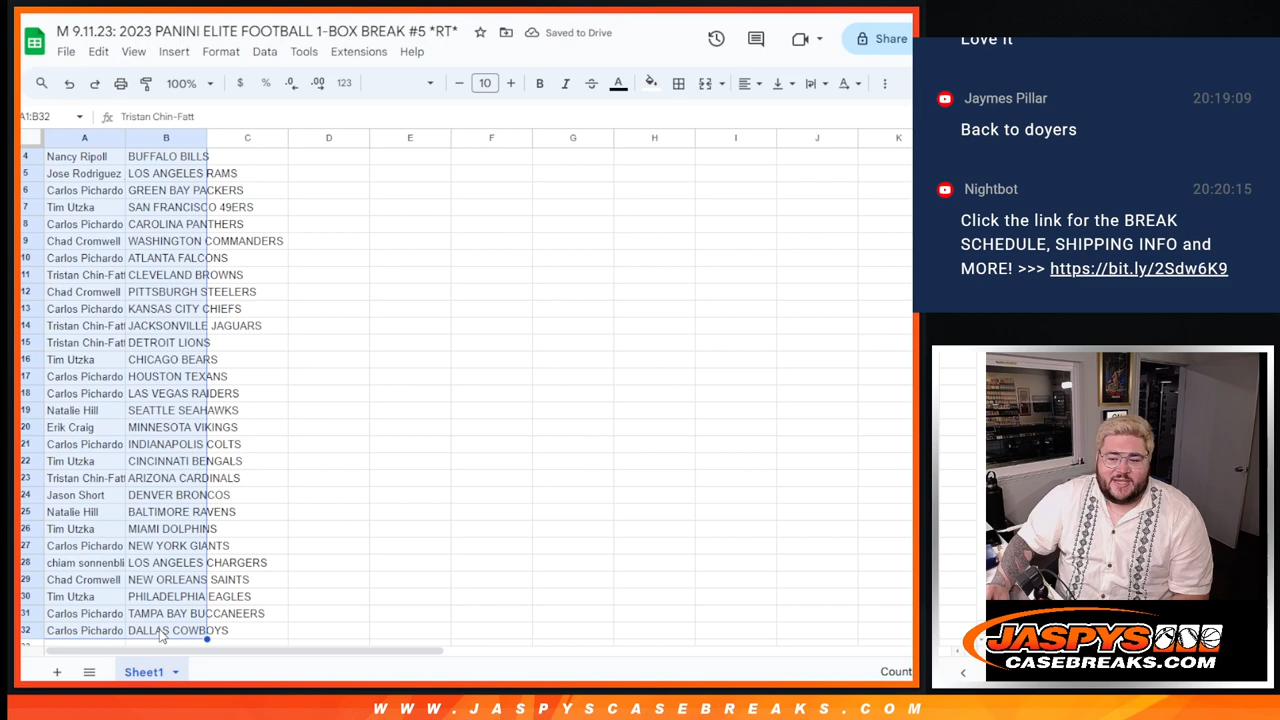 M 9.11.23: 2023 PANINI ELITE FOOTBALL 1-BOX BREAK #5 *RT*
Saved to Drive
Share
File Edit View Insert Format Data Tools Extensions Help
100% $ % .0 .00 123 10 B I A
A1:B32 fx Tristan Chin-Fatt
A B C D E F G H I J K
4 Nancy Ripoll BUFFALO BILLS
5 Jose Rodriguez LOS ANGELES RAMS
6 Carlos Pichardo GREEN BAY PACKERS
7 Tim Utzka SAN FRANCISCO 49ERS
8 Carlos Pichardo CAROLINA PANTHERS
9 Chad Cromwell WASHINGTON COMMANDERS
10 Carlos Pichardo ATLANTA FALCONS
11 Tristan Chin-Fatt CLEVELAND BROWNS
12 Chad Cromwell PITTSBURGH STEELERS
13 Carlos Pichardo KANSAS CITY CHIEFS
14 Tristan Chin-Fatt JACKSONVILLE JAGUARS
15 Tristan Chin-Fatt DETROIT LIONS
16 Tim Utzka CHICAGO BEARS
17 Carlos Pichardo HOUSTON TEXANS
18 Carlos Pichardo LAS VEGAS RAIDERS
19 Natalie Hill SEATTLE SEAHAWKS
20 Erik Craig MINNESOTA VIKINGS
21 Carlos Pichardo INDIANAPOLIS COLTS
22 Tim Utzka CINCINNATI BENGALS
23 Tristan Chin-Fatt ARIZONA CARDINALS
24 Jason Short DENVER BRONCOS
25 Natalie Hill BALTIMORE RAVENS
26 Tim Utzka MIAMI DOLPHINS
27 Carlos Pichardo NEW YORK GIANTS
28 chiam sonnenbli LOS ANGELES CHARGERS
29 Chad Cromwell NEW ORLEANS SAINTS
30 Tim Utzka PHILADELPHIA EAGLES
31 Carlos Pichardo TAMPA BAY BUCCANEERS
32 Carlos Pichardo DALLAS COWBOYS
Sheet1
Count
Love it
Jaymes Pillar 20:19:09
Back to doyers
Nightbot 20:20:15
Click the link for the BREAK
SCHEDULE, SHIPPING INFO and
MORE! >>> https://bit.ly/2Sdw6K9
JASPYS
CASEBREAKS.COM
WWW.JASPYSCASEBREAKS.COM